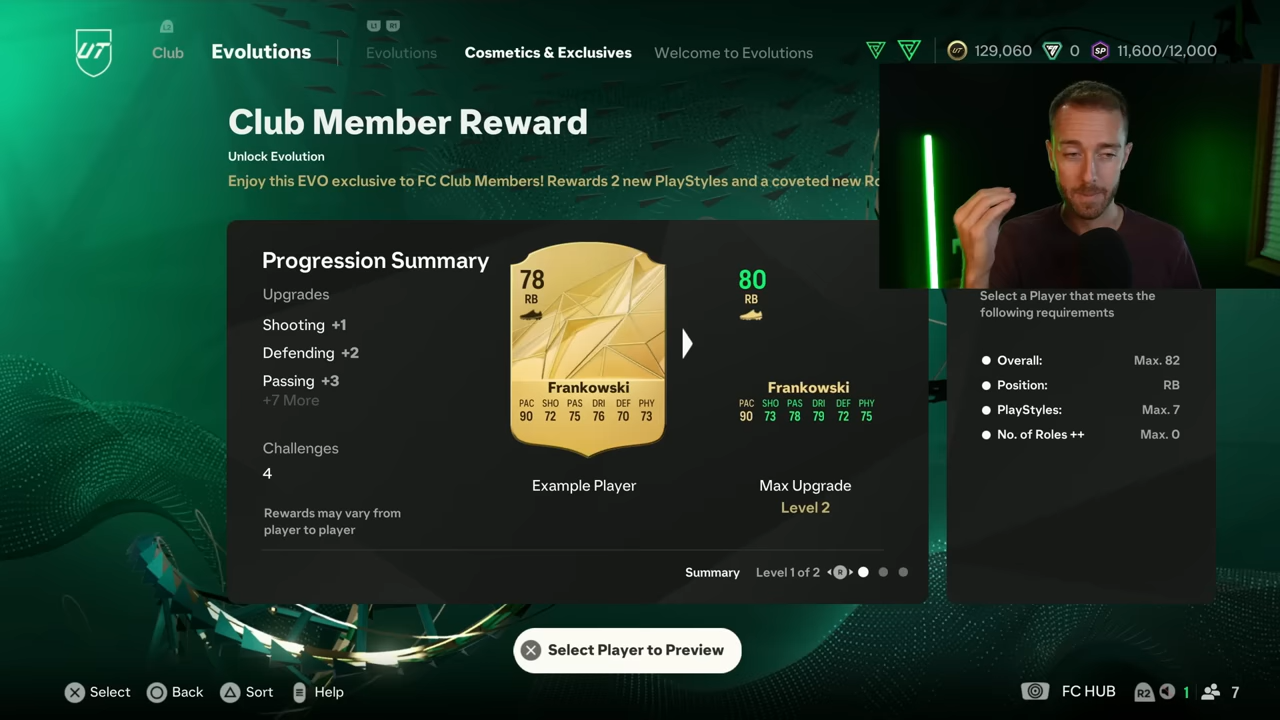 L2
L1 R1
UT
Club
Evolutions
Evolutions
Cosmetics & Exclusives
Welcome to Evolutions
UT
129,060
0
SP
11,600/12,000
Club Member Reward
Unlock Evolution
Enjoy this EVO exclusive to FC Club Members! Rewards 2 new PlayStyles and a coveted new
Progression Summary
Upgrades
Shooting +1
Defending +2
Passing +3
+7 More
Challenges
4
Rewards may vary from
player to player
78
RB
Frankowski
PAC SHO PAS DRI DEF PHY
90 72 75 76 70 73
Example Player
80
RB
Frankowski
PAC SHO PAS DRI DEF PHY
90 73 78 79 72 75
Max Upgrade
Level 2
Summary
Level 1 of 2
R
Select a Player that meets the
following requirements
Overall: Max. 82
Position: RB
PlayStyles: Max. 7
No. of Roles ++ Max. 0
Select Player to Preview
Select
Back
Sort
Help
FC HUB
R2
1
7